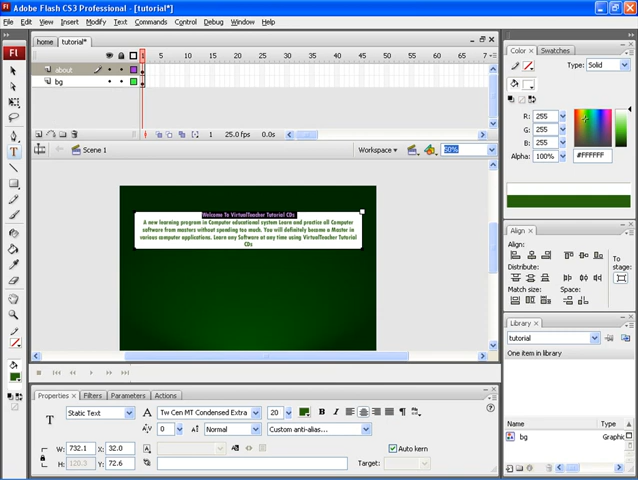 Adobe Flash CS3 Professional - [tutorial*]
File Edit View Insert Modify Text Commands Control Debug Window Help
Fl
home tutorial*
1 5 10 15 20 25 30 35 40 45 50 55 60 65 7
about
bg
1 25.0 fps 0.0s
Scene 1
Workspace
60%
Welcome To VirtualTeacher Tutorial CDs
A new learning program in Computer educational system Learn and practice all Computer
software from masters without spending too much. You will definitely become a Master in
various computer applications. Learn any Software at any time using VirtualTeacher Tutorial
CDs
Properties Filters Parameters Actions
Static Text
A
Tw Cen MT Condensed Extra
20
B I
T
0
Normal
Custom anti-alias...
W: 732.1 X: 32.0
H: 120.3 Y: 72.6
Auto kern
Target:
Color Swatches
Type: Solid
R: 255
G: 255
B: 255
Alpha: 100%
#FFFFFF
Align
Align:
Distribute:
Match size: Space:
To
stage:
Library
tutorial
One item in library
Name
bg Graphic